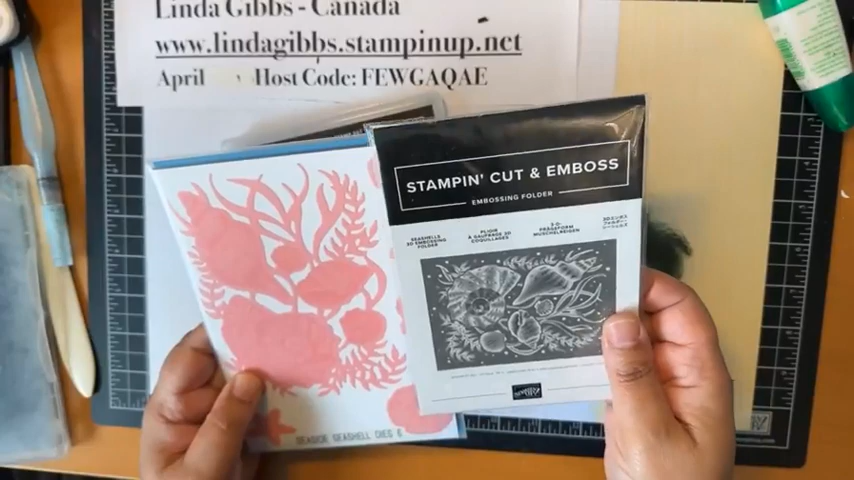 Linda Gibbs - Canada
www.lindagibbs.stampinup.net
April Host Code: FEWGAQAE
STAMPIN' CUT & EMBOSS
EMBOSSING FOLDER
SEASHELLS
3D EMBOSSING
FOLDER
PLIOIR
À GAUFRAGE 3D
COQUILLAGES
3-D-
PRÄGEFORM
MUSCHELREIGEN
SEASIDE SEASHELL DIES